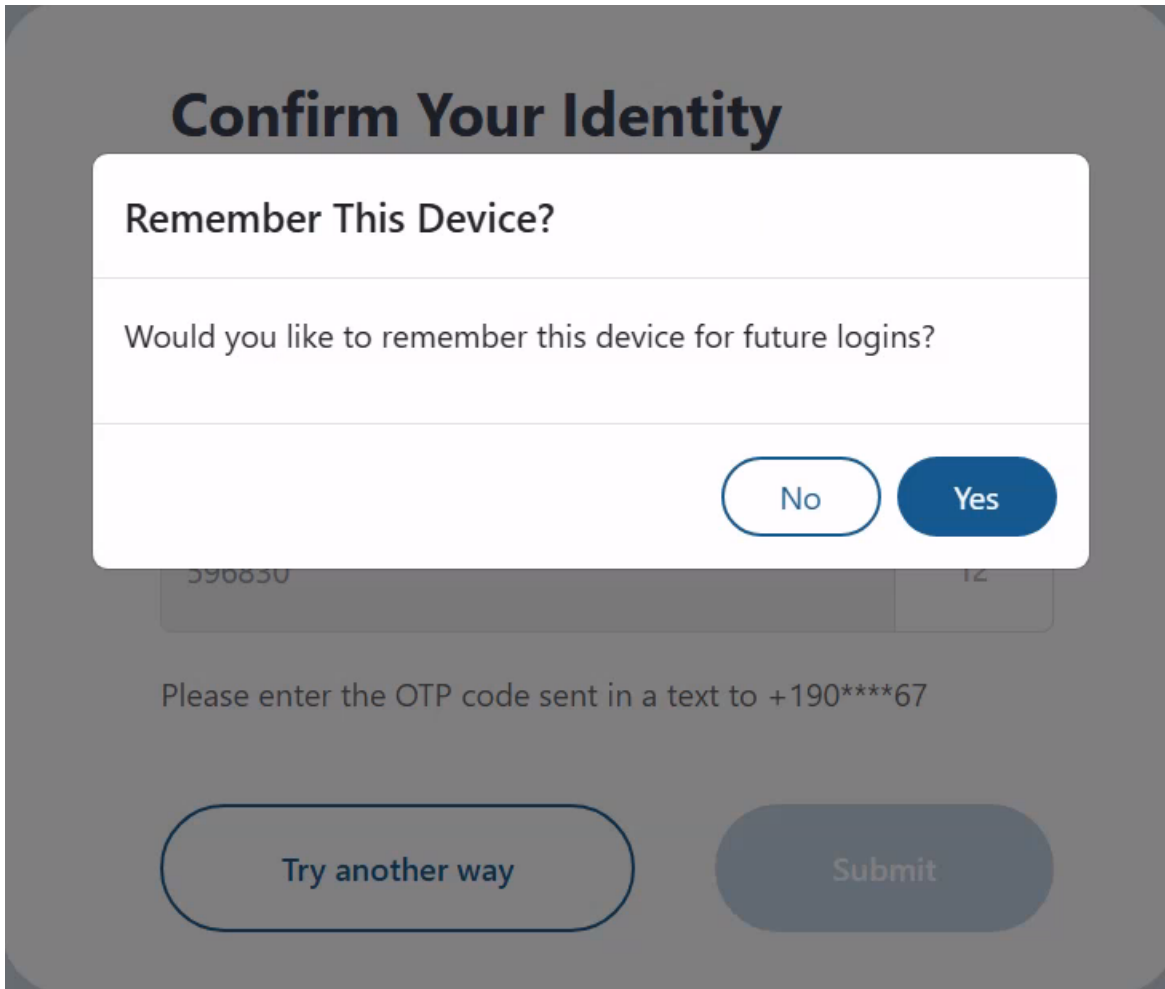 Confirm Your Identity
Remember This Device?
Would you like to remember this device for future logins?
No
Yes
596830
12
Please enter the OTP code sent in a text to +190****67
Try another way
Submit